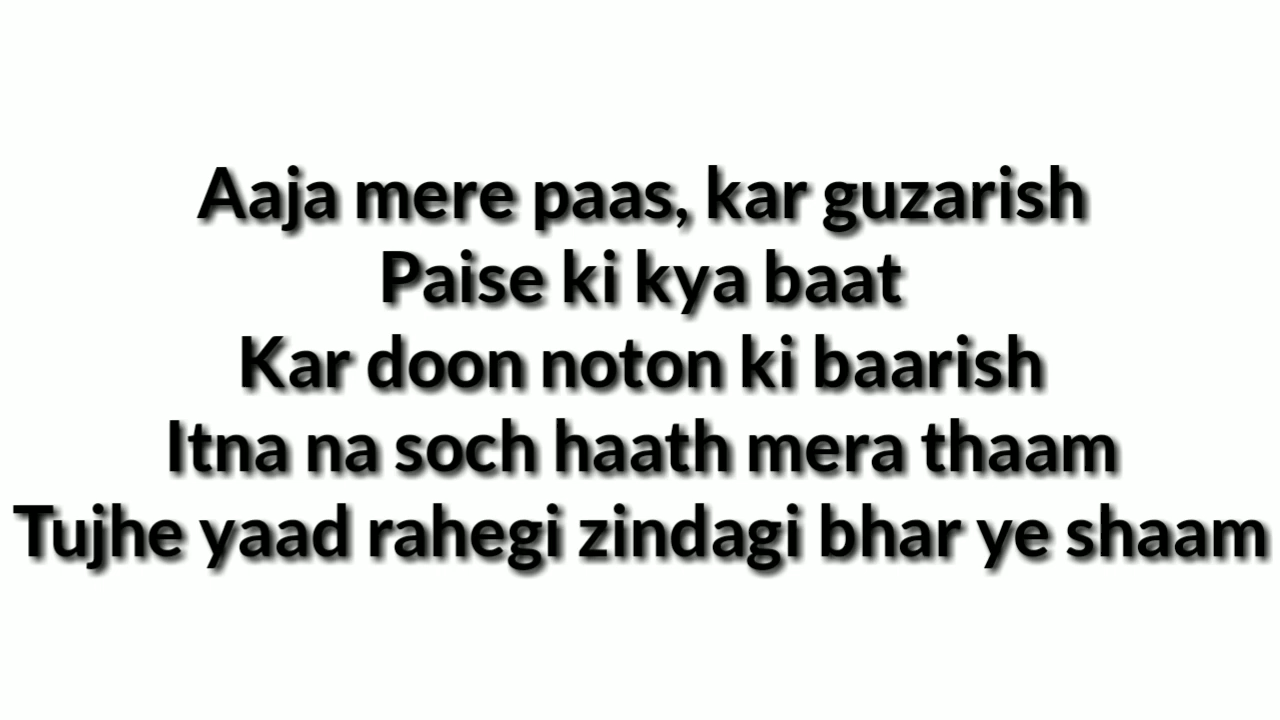 Aaja mere paas, kar guzarish
Paise ki kya baat
Kar doon noton ki baarish
Itna na soch haath mera thaam
Tujhe yaad rahegi zindagi bhar ye shaam